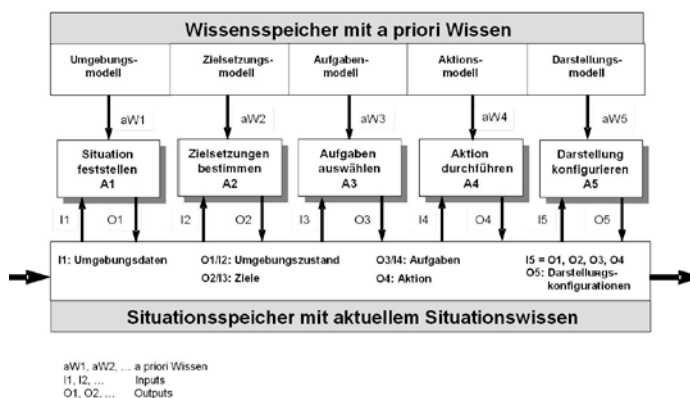 Wissensspeicher mit a priori Wissen
Umgebungs-
modell
Zielsetzungs-
modell
Aufgaben-
modell
Aktions-
modell
Darstellungs-
modell
aW1
aW2
aW3
aW4
aW5
Situation
feststellen
A1
Zielsetzungen
bestimmen
A2
Aufgaben
auswählen
A3
Aktion
durchführen
A4
Darstellung
konfigurieren
A5
I1
O1
I2
O2
I3
O3
I4
O4
I5
O5
I1: Umgebungsdaten
O1/I2: Umgebungszustand
O2/I3: Ziele
O3/I4: Aufgaben
O4: Aktion
I5 = O1, O2, O3, O4
O5: Darstellungs-
konfigurationen
Situationsspeicher mit aktuellem Situationswissen
aW1, aW2, … a priori Wissen
I1, I2, … Inputs
O1, O2, … Outputs